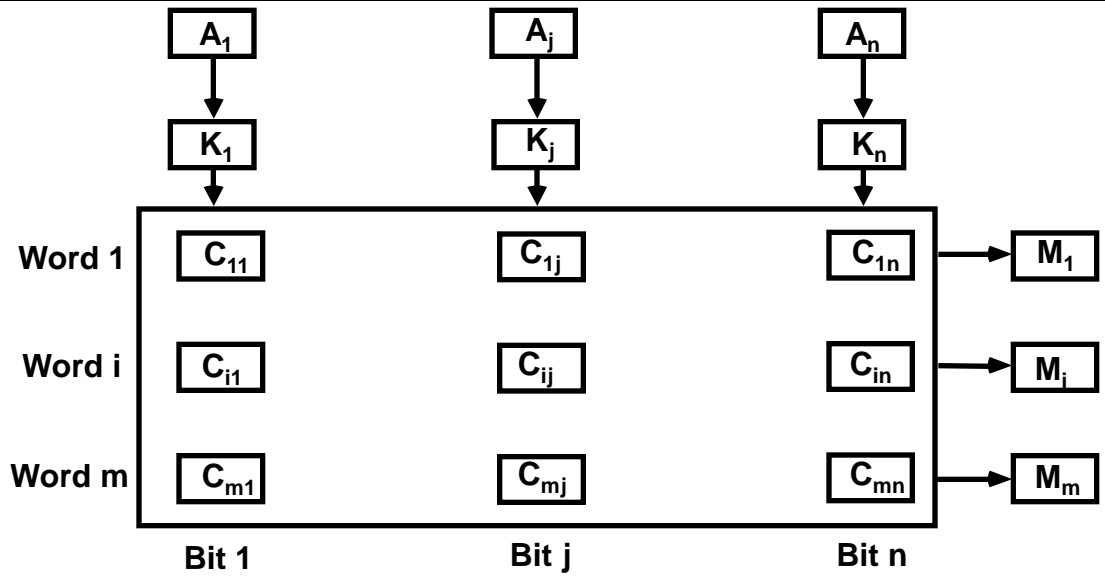 A₁ Aⱼ Aₙ
K₁ Kⱼ Kₙ
Word 1 C₁₁ C₁ⱼ C₁ₙ M₁
Word i Cᵢ₁ Cᵢⱼ Cᵢₙ Mᵢ
Word m Cₘ₁ Cₘⱼ Cₘₙ Mₘ
Bit 1 Bit j Bit n